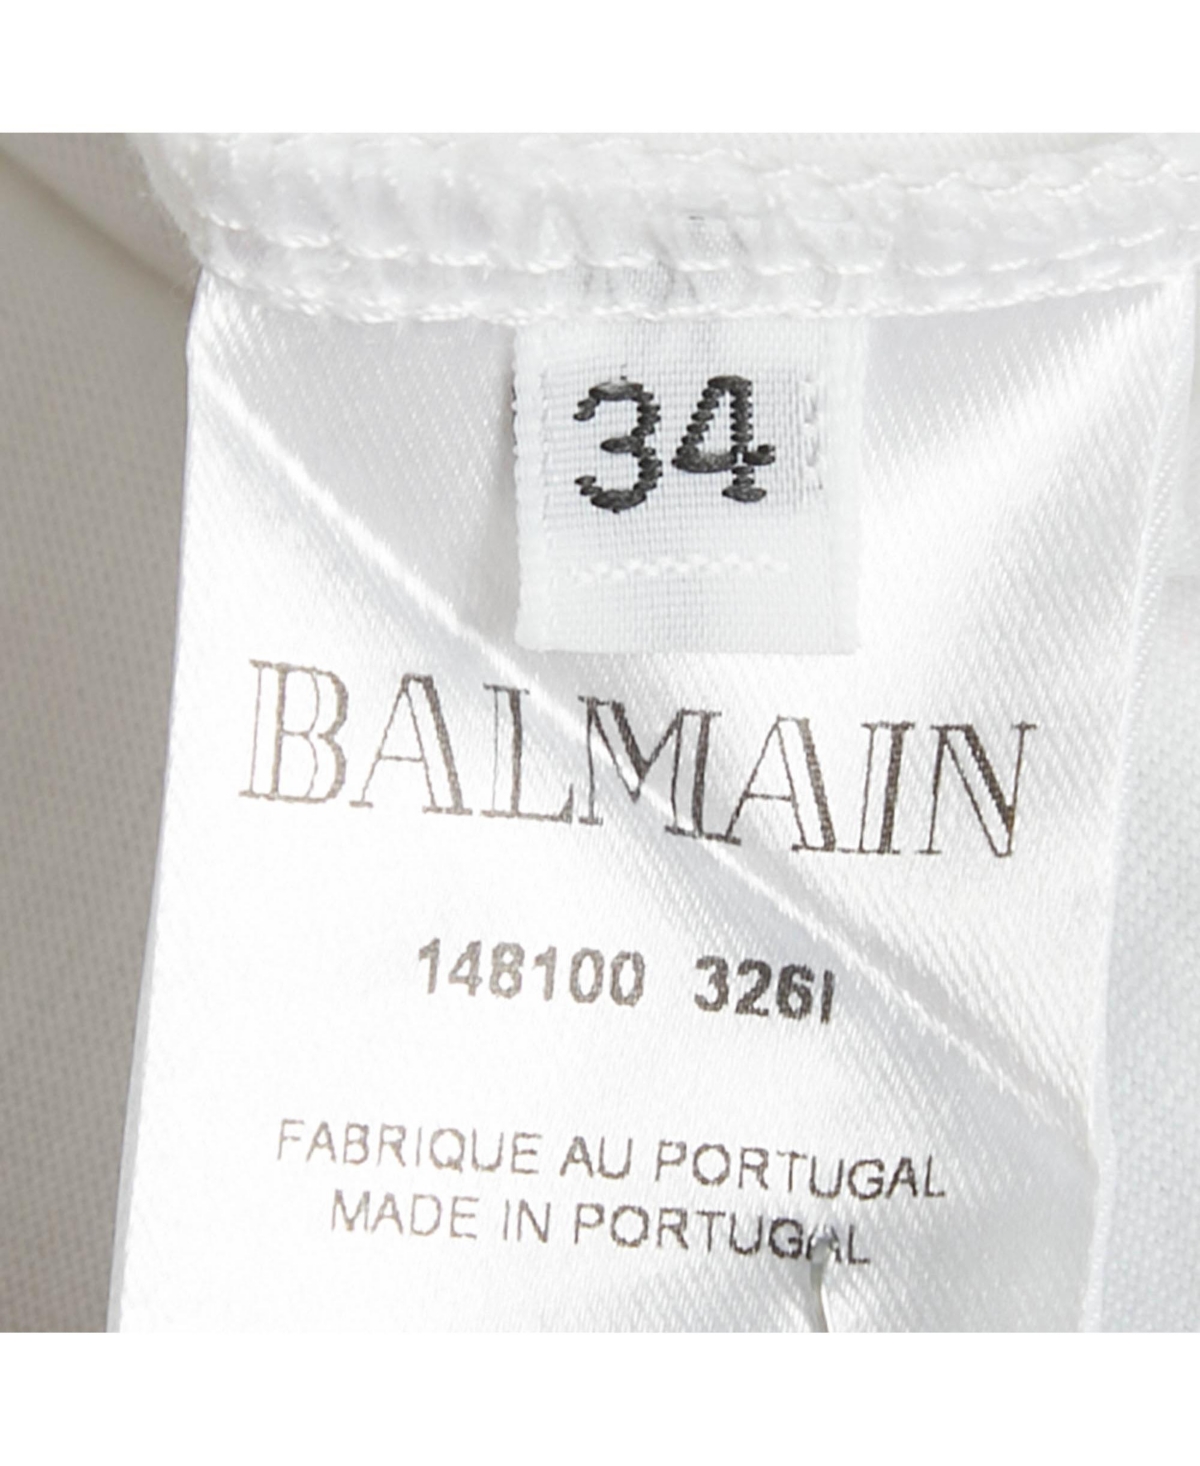 34
BALMAIN
148100 326I
FABRIQUE AU PORTUGAL
MADE IN PORTUGAL